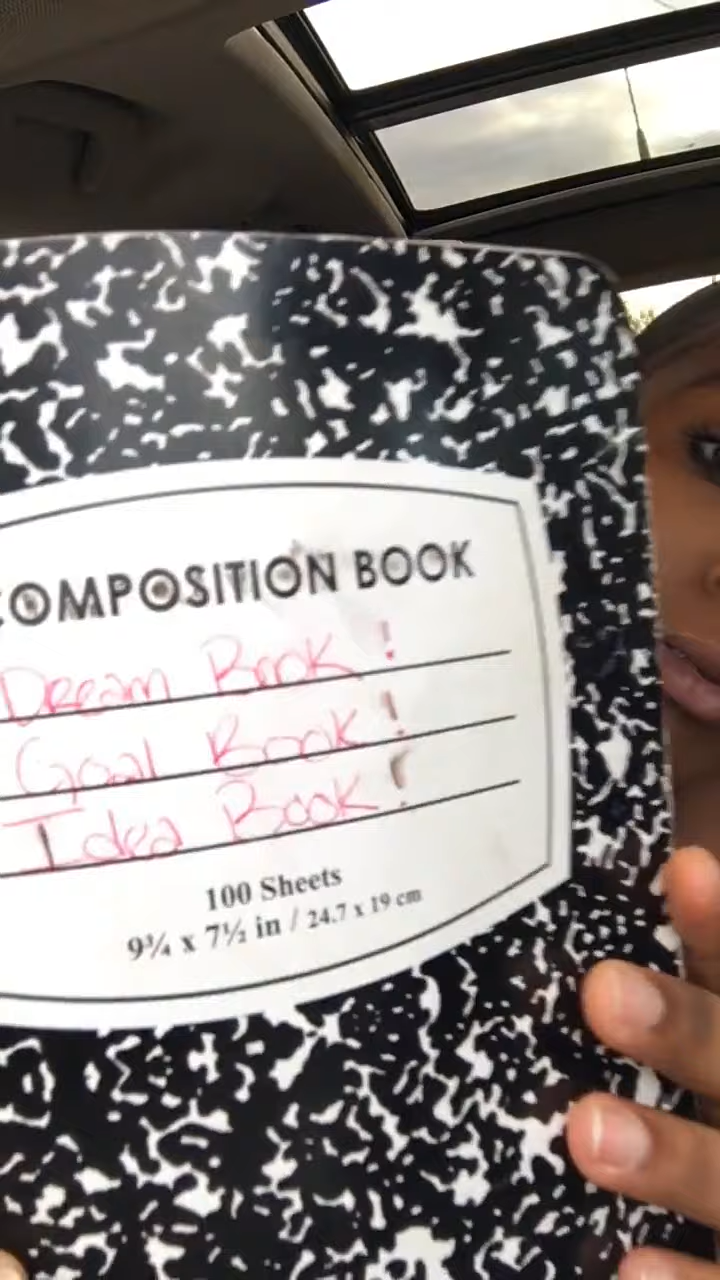 COMPOSITION BOOK
Dream Book!
Goal Book!
Idea Book!
100 Sheets
9¾ x 7½ in / 24.7 x 19 cm